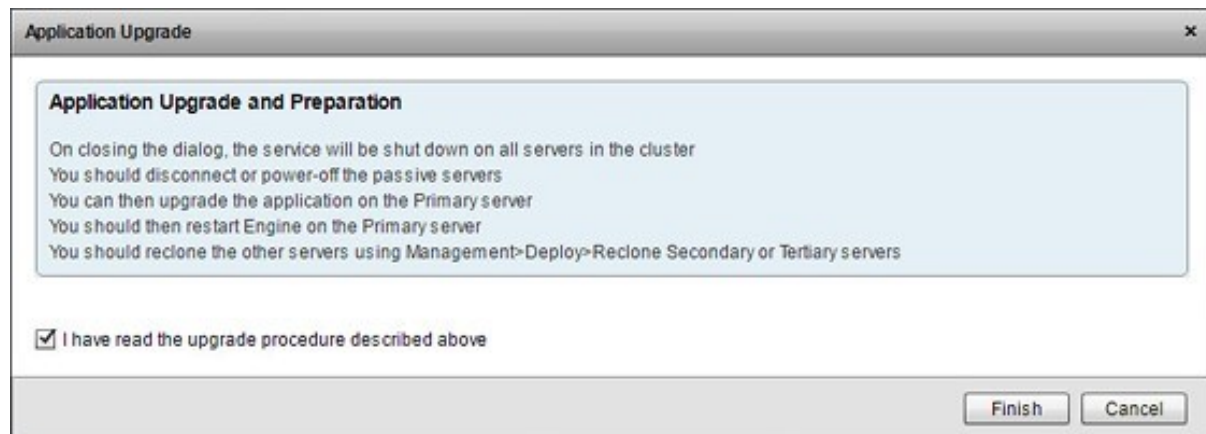 Application Upgrade
Application Upgrade and Preparation
On closing the dialog, the service will be shut down on all servers in the cluster
You should disconnect or power-off the passive servers
You can then upgrade the application on the Primary server
You should then restart Engine on the Primary server
You should reclone the other servers using Management>Deploy>Reclone Secondary or Tertiary servers
I have read the upgrade procedure described above
Finish Cancel